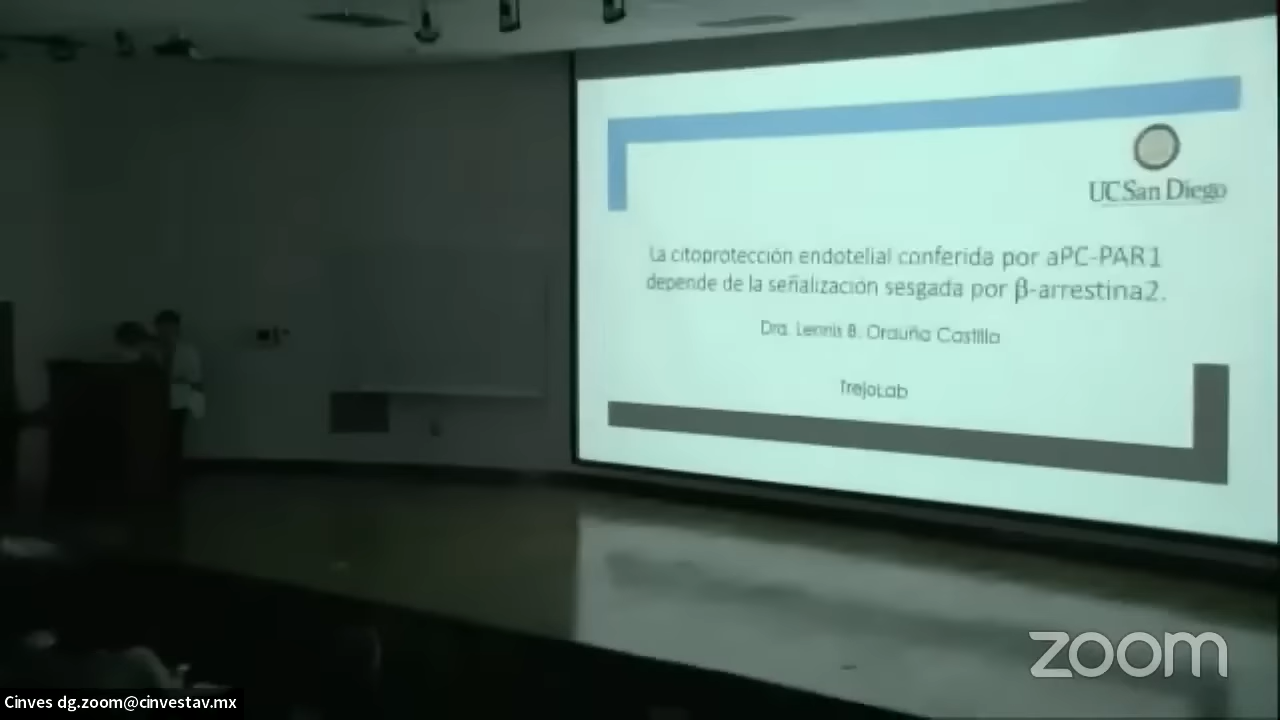 UC San Diego
La citoprotección endotelial conferida por aPC-PAR1
depende de la señalización sesgada por β-arrestina2.
Dra. Lennis B. Orduña Castillo
TrejoLab
zoom
Cinves dg.zoom@cinvestav.mx